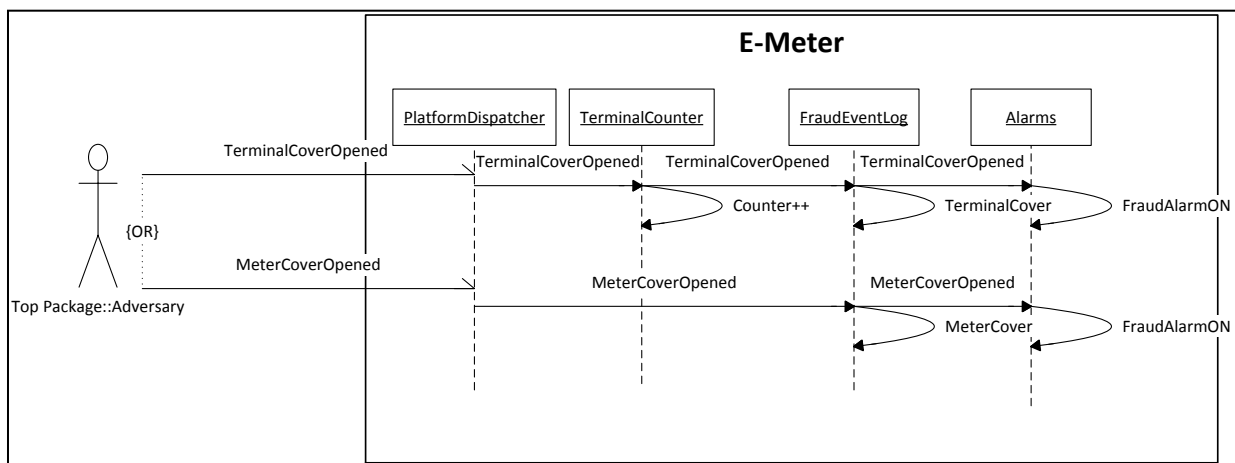 E-Meter
PlatformDispatcher
TerminalCounter
FraudEventLog
Alarms
TerminalCoverOpened
TerminalCoverOpened
TerminalCoverOpened
TerminalCoverOpened
Counter++
TerminalCover
FraudAlarmON
{OR}
MeterCoverOpened
MeterCoverOpened
MeterCoverOpened
Top Package::Adversary
MeterCover
FraudAlarmON